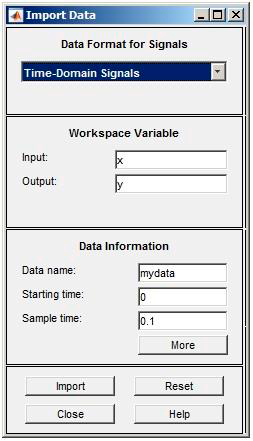 Import Data
Data Format for Signals
Time-Domain Signals
Workspace Variable
Input: x
Output: y
Data Information
Data name: mydata
Starting time: 0
Sample time: 0.1
More
Import Reset
Close Help